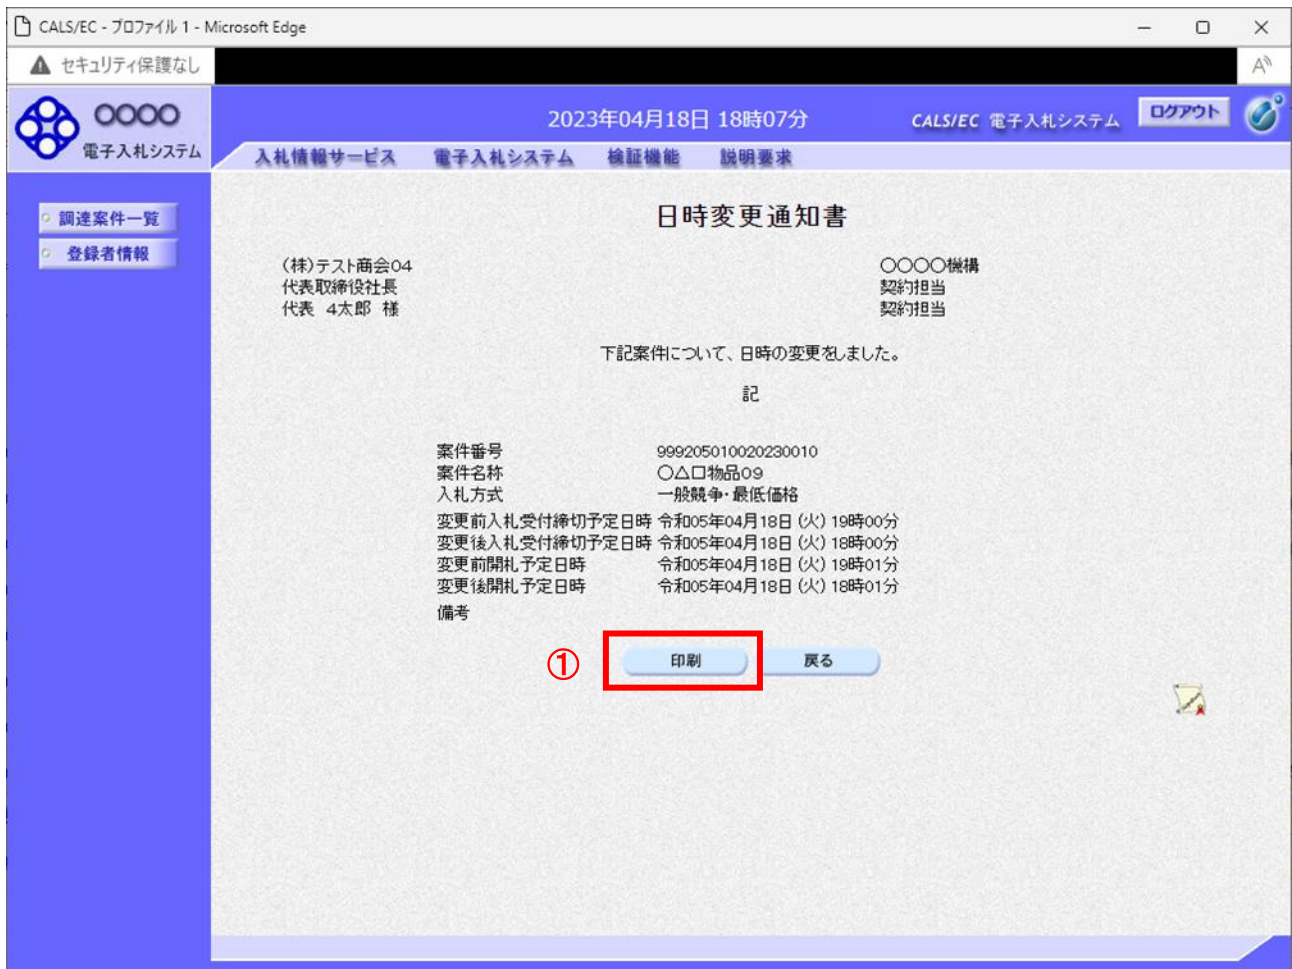 CALS/EC - プロファイル 1 - Microsoft Edge
セキュリティ保護なし
A
〇〇〇〇
電子入札システム
2023年04月18日 18時07分
CALS/EC 電子入札システム
ログアウト
入札情報サービス 電子入札システム 検証機能 説明要求
調達案件一覧
登録者情報
日時変更通知書
(株)テスト商会04
代表取締役社長
代表 4太郎 様
〇〇〇〇機構
契約担当
契約担当
下記案件について、日時の変更をしました。
記
案件番号 999205010020230010
案件名称 〇△口物品09
入札方式 一般競争・最低価格
変更前入札受付締切予定日時 令和05年04月18日 (火) 19時00分
変更後入札受付締切予定日時 令和05年04月18日 (火) 18時00分
変更前開札予定日時 令和05年04月18日 (火) 19時01分
変更後開札予定日時 令和05年04月18日 (火) 18時01分
備考
① 印刷 戻る